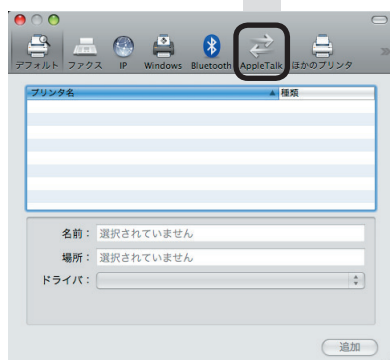 デフォルト ファクス IP Windows Bluetooth AppleTalk ほかのプリンタ
プリンタ名 種類
名前： 選択されていません
場所： 選択されていません
ドライバ：
追加